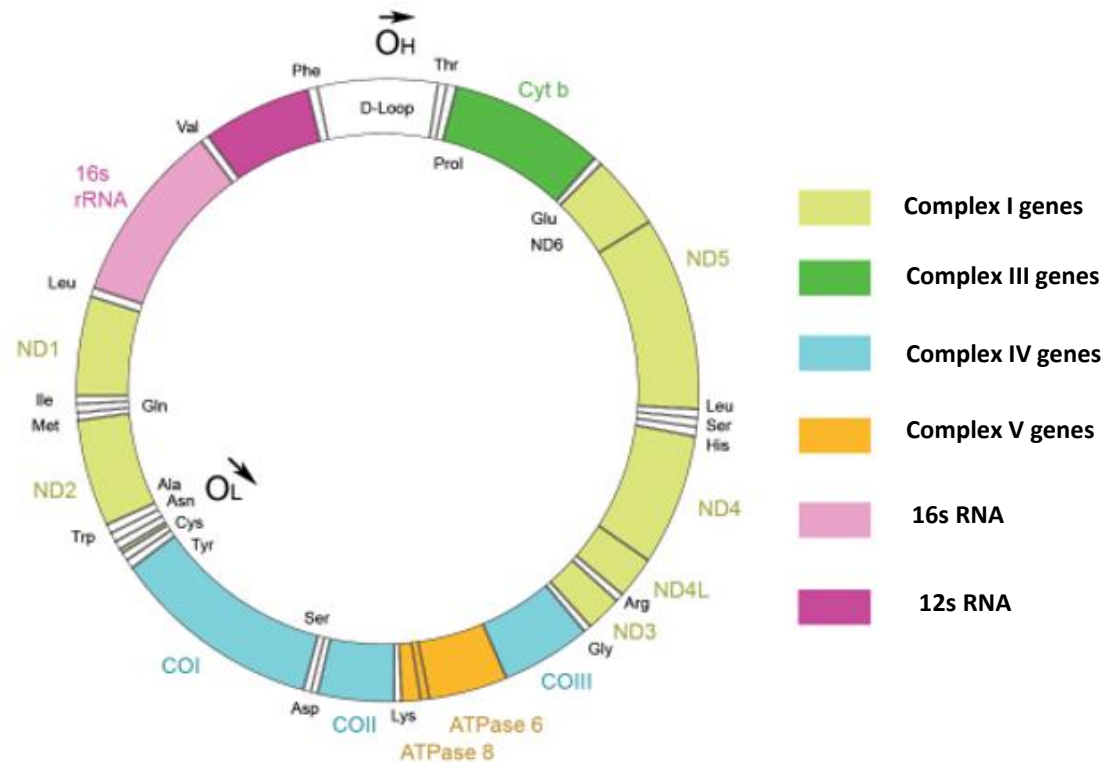 OH
Phe
Thr
Cyt b
D-Loop
Val
Prol
16s
rRNA
Glu
ND6
ND5
Leu
ND1
Ile
Gln
Met
Leu
Ser
His
ND2
OL
Ala
Asn
Cys
Tyr
Trp
ND4
ND4L
Arg
ND3
Gly
Ser
COI
COIII
Asp
COII
Lys
ATPase 6
ATPase 8
Complex I genes
Complex III genes
Complex IV genes
Complex V genes
16s RNA
12s RNA